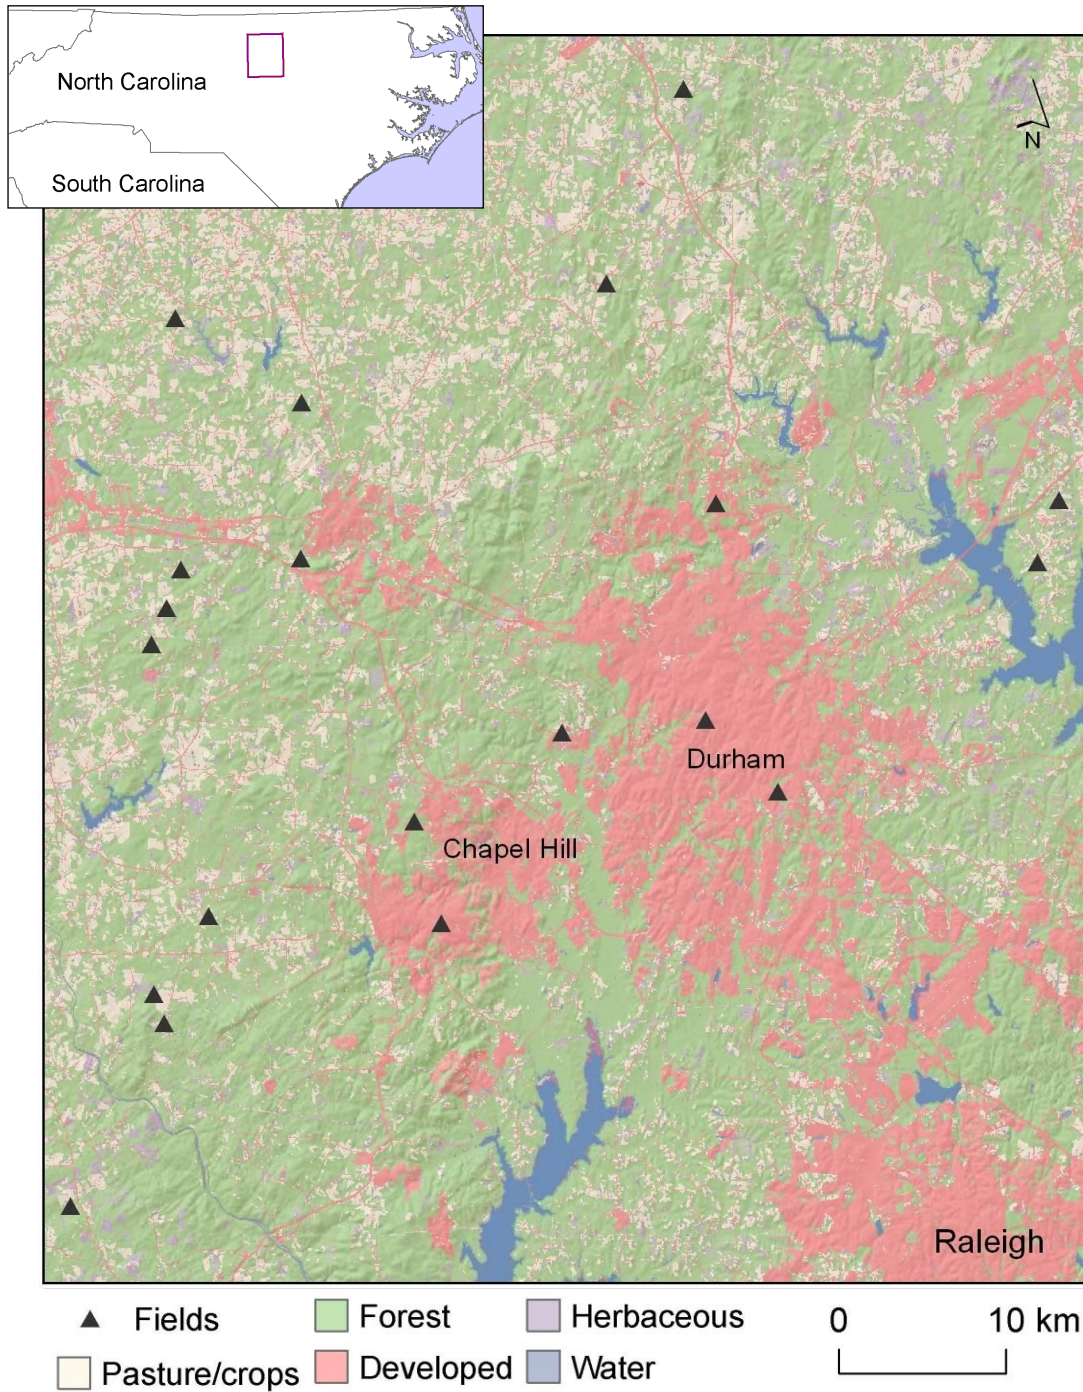 North Carolina
South Carolina
N
Durham
Chapel Hill
Raleigh
Fields
Forest
Herbaceous
0 10 km
Pasture/crops
Developed
Water